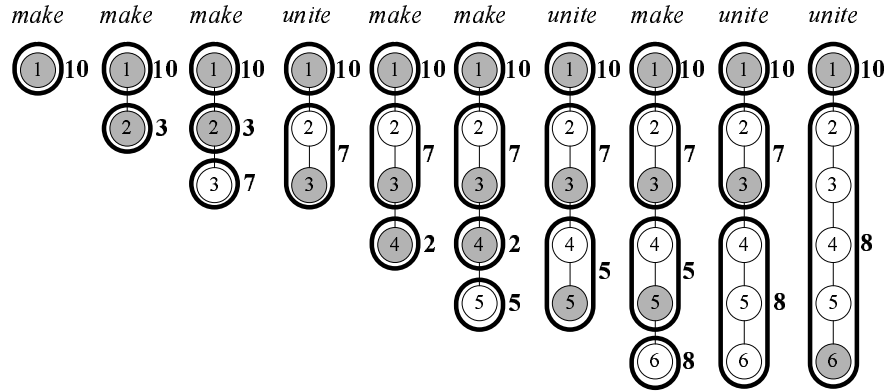 make make make unite make make unite make unite unite
1 10 1 10 1 10 1 10 1 10 1 10 1 10 1 10 1 10 1 10
2 3 2 3 2 2 2 2 2 2 2
7 7 7 7 7 7
3 7 3 3 3 3 3 3 3
4 2 4 2 4 4 4 4 8
5 5
5 5 5 5 8 5
6 8 6 6